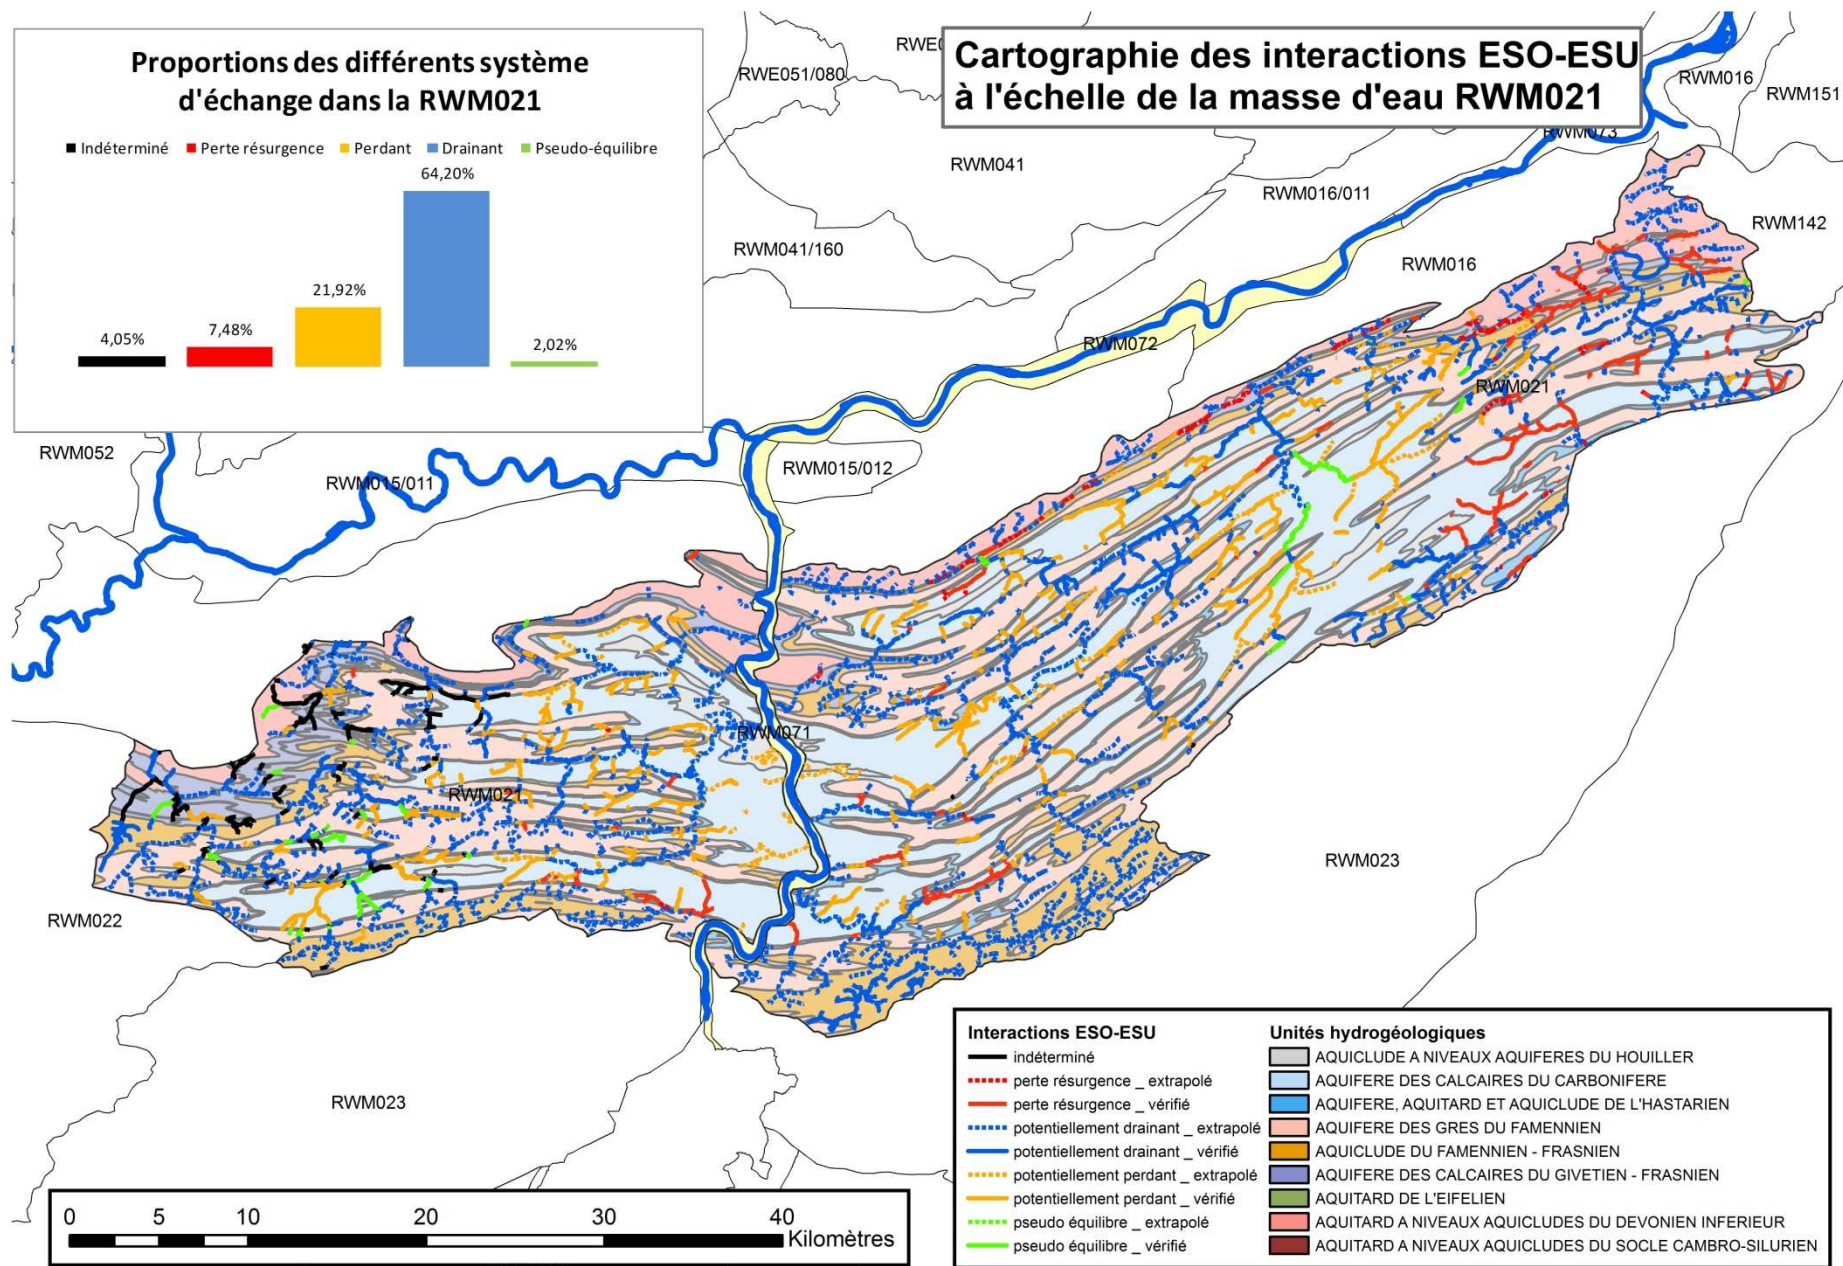 Proportions des différents système
d'échange dans la RWM021
Indéterminé Perte résurgence Perdant Drainant Pseudo-équilibre
64,20%
21,92%
7,48%
4,05%
2,02%
Cartographie des interactions ESO-ESU
à l'échelle de la masse d'eau RWM021
RWE051/080
RWM016
RWM151
RWM073
RWM041
RWM016/011
RWM142
RWM041/160
RWM016
RWM072
RWM021
RWM052
RWM015/012
RWM015/011
RWM071
RWM021
RWM023
RWM022
RWM023
Interactions ESO-ESU
indéterminé
perte résurgence _ extrapolé
perte résurgence _ vérifié
potentiellement drainant _ extrapolé
potentiellement drainant _ vérifié
potentiellement perdant _ extrapolé
potentiellement perdant _ vérifié
pseudo équilibre _ extrapolé
pseudo équilibre _ vérifié
Unités hydrogéologiques
AQUICLUDE A NIVEAUX AQUIFERES DU HOUILLER
AQUIFERE DES CALCAIRES DU CARBONIFERE
AQUIFERE, AQUITARD ET AQUICLUDE DE L'HASTARIEN
AQUIFERE DES GRES DU FAMENNIEN
AQUICLUDE DU FAMENNIEN - FRASNIEN
AQUIFERE DES CALCAIRES DU GIVETIEN - FRASNIEN
AQUITARD DE L'EIFELIEN
AQUITARD A NIVEAUX AQUICLUDES DU DEVONIEN INFERIEUR
AQUITARD A NIVEAUX AQUICLUDES DU SOCLE CAMBRO-SILURIEN
0 5 10 20 30 40
Kilomètres